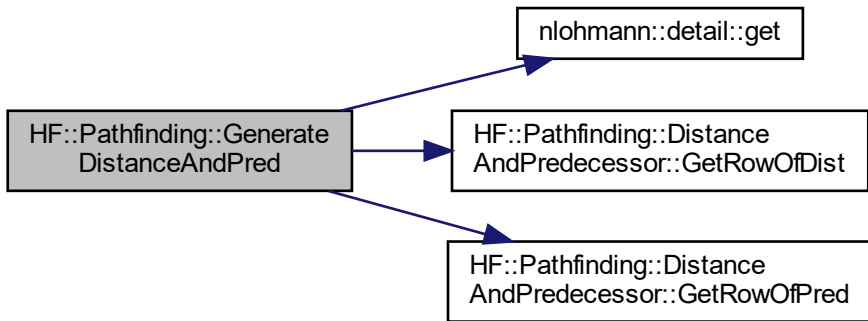 nlohmann::detail::get
HF::Pathfinding::Generate
DistanceAndPred
HF::Pathfinding::Distance
AndPredecessor::GetRowOfDist
HF::Pathfinding::Distance
AndPredecessor::GetRowOfPred